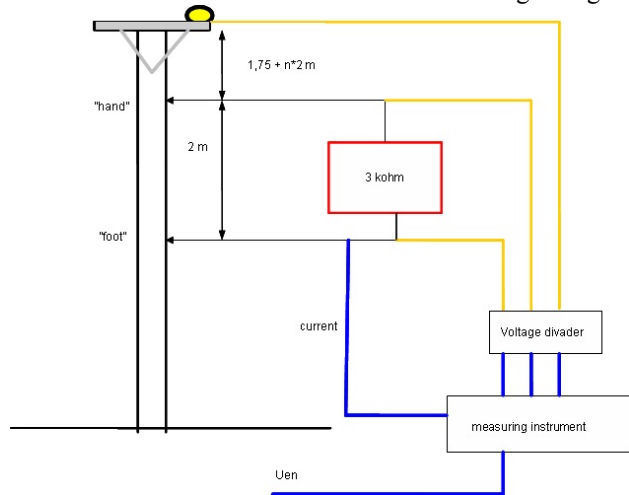 1,75 + n*2 m
"hand"
2 m
3 kohm
"foot"
current
Voltage divader
measuring instrument
Uen